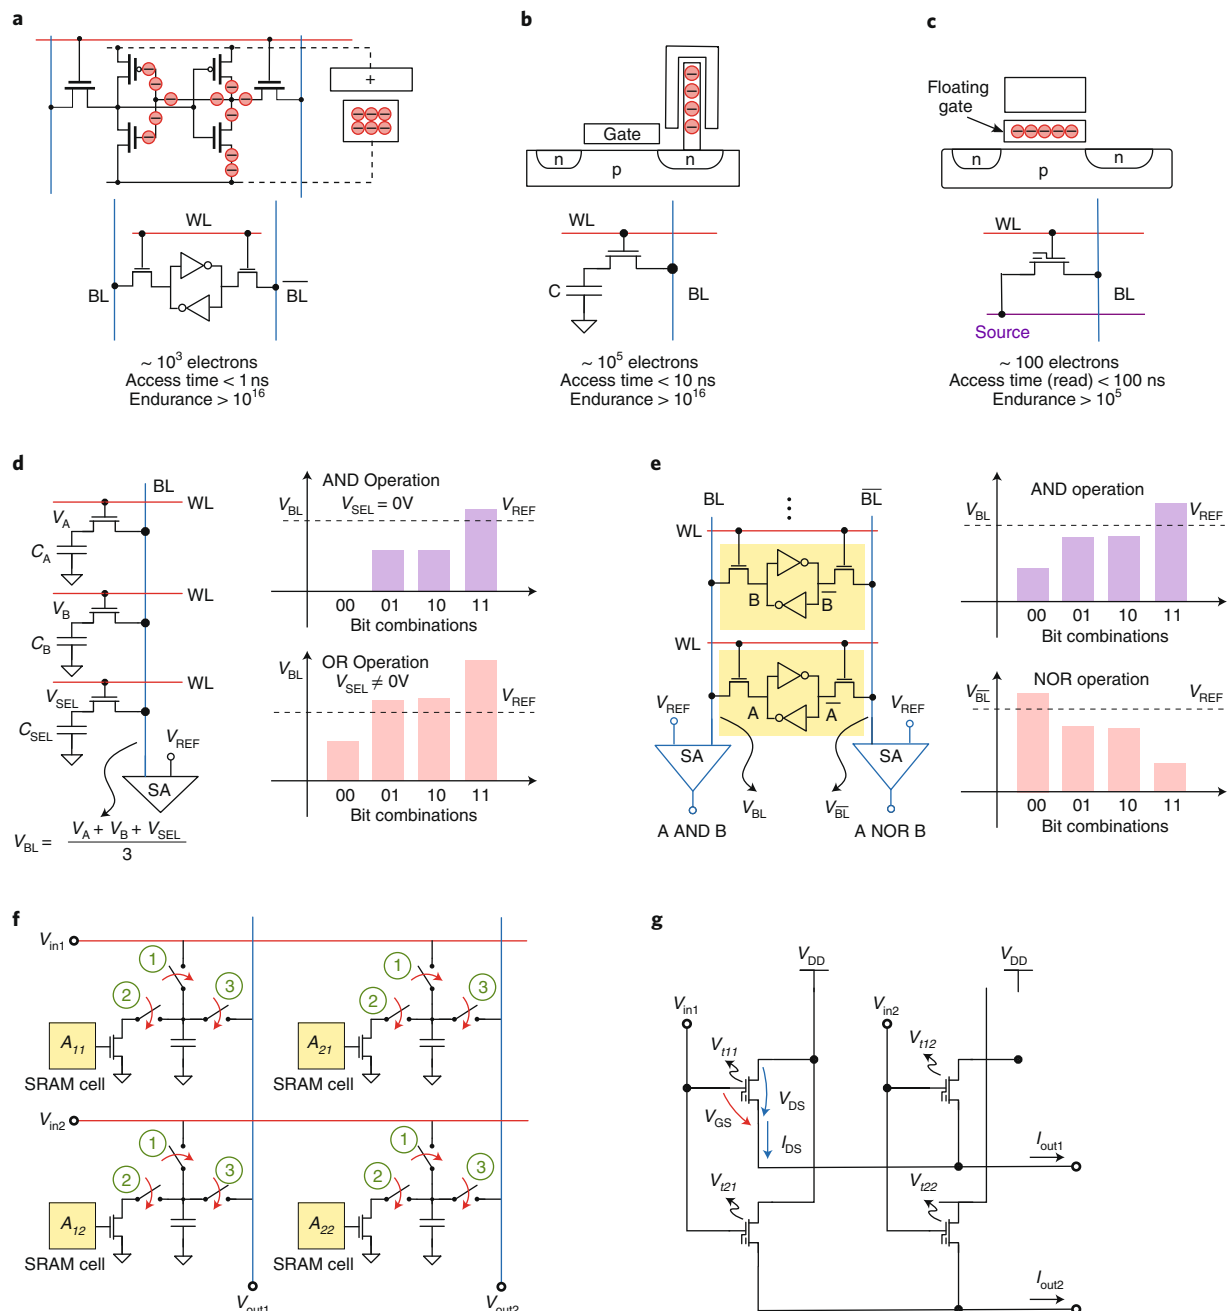 a
+
WL
BL
BL
~ 10³ electrons
Access time < 1 ns
Endurance > 10¹⁶
b
Gate
n
n
p
WL
C
BL
~ 10⁵ electrons
Access time < 10 ns
Endurance > 10¹⁶
c
Floating
gate
n
n
p
WL
BL
Source
~ 100 electrons
Access time (read) < 100 ns
Endurance > 10⁵
d
BL
WL
V_A
C_A
WL
V_B
C_B
WL
V_SEL
C_SEL
V_REF
SA
V_BL = (V_A + V_B + V_SEL) / 3
AND Operation
V_SEL = 0V
V_BL
V_REF
00 01 10 11
Bit combinations
OR Operation
V_SEL ≠ 0V
V_BL
V_REF
00 01 10 11
Bit combinations
e
BL
B̅L̅
WL
B
B̅
WL
A
A̅
V_REF
V_REF
SA
SA
V_BL
V_B̅L̅
A AND B
A NOR B
AND operation
V_BL
V_REF
00 01 10 11
Bit combinations
NOR operation
V_B̅L̅
V_REF
00 01 10 11
Bit combinations
f
V_in1
1
2
3
A_11
SRAM cell
1
2
3
A_21
SRAM cell
V_in2
1
2
3
A_12
SRAM cell
1
2
3
A_22
SRAM cell
V_out1
V_out2
g
V_DD
V_DD
V_in1
V_in2
V_t11
V_t12
V_GS
V_DS
I_DS
I_out1
V_t21
V_t22
I_out2